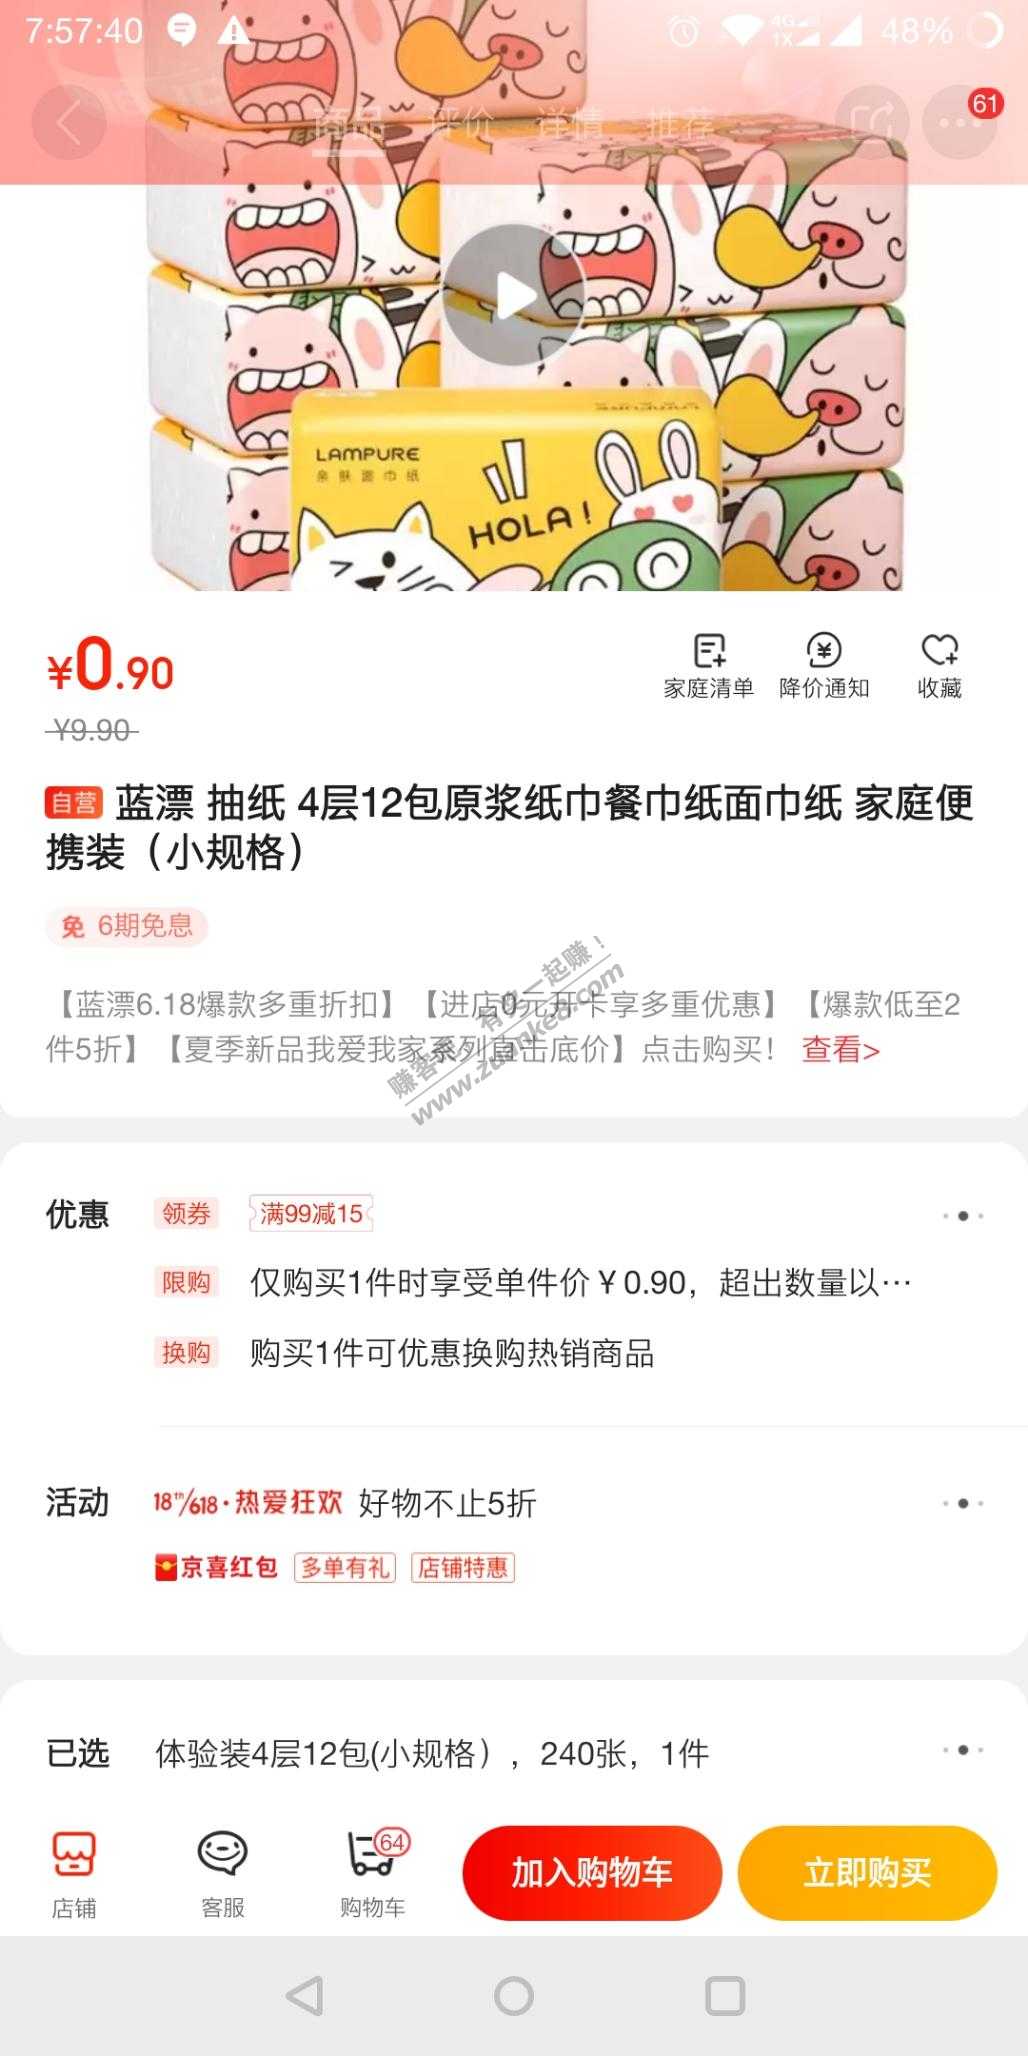 7:57:40
4G
1X
48%
商品 评价 详情 推荐
61
LAMPURE
亲肤面巾纸
HOLA!
¥0.90
¥9.90
家庭清单 降价通知 收藏
自营 蓝漂 抽纸 4层12包原浆纸巾餐巾纸面巾纸 家庭便
携装（小规格）
免 6期免息
【蓝漂6.18爆款多重折扣】【进店0元开卡享多重优惠】【爆款低至2
件5折】【夏季新品我爱我家系列直击底价】点击购买！ 查看>
赚客吧 有奖一起赚！
www.zuanke8.com
优惠 领券 满99减15
限购 仅购买1件时享受单件价￥0.90，超出数量以···
换购 购买1件可优惠换购热销商品
活动 18th/618·热爱狂欢 好物不止5折
京喜红包 多单有礼 店铺特惠
已选 体验装4层12包(小规格），240张，1件
64
店铺 客服 购物车 加入购物车 立即购买